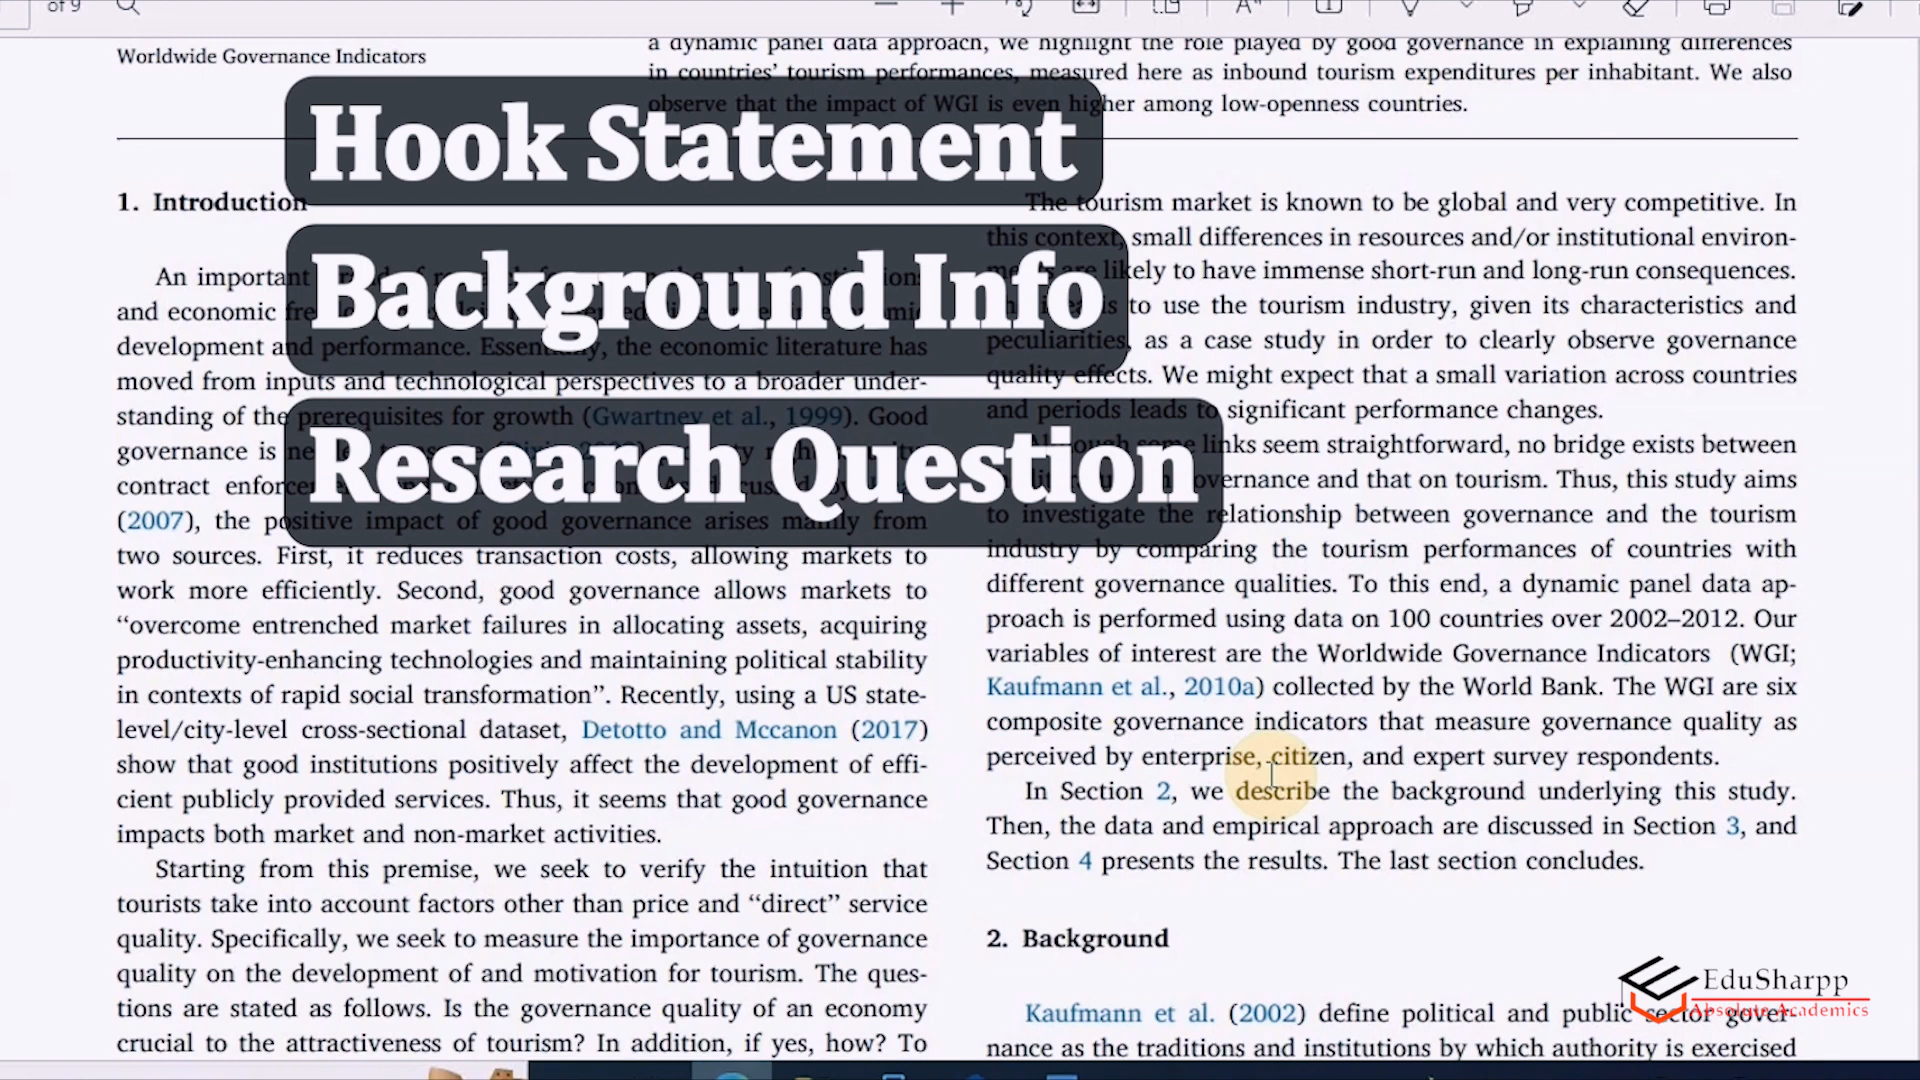 of 9
Worldwide Governance Indicators
a dynamic panel data approach, we highlight the role played by good governance in explaining differences
in countries' tourism performances, measured here as inbound tourism expenditures per inhabitant. We also
observe that the impact of WGI is even higher among low-openness countries.
Hook Statement
Background Info
Research Question
1. Introduction
An important
and economic
development and performance. Essentially, the economic literature has
moved from inputs and technological perspectives to a broader under-
standing of the prerequisites for growth (Gwartney et al., 1999). Good
governance is
contract
(2007), the positive impact of good governance arises mainly from
two sources. First, it reduces transaction costs, allowing markets to
work more efficiently. Second, good governance allows markets to
“overcome entrenched market failures in allocating assets, acquiring
productivity-enhancing technologies and maintaining political stability
in contexts of rapid social transformation”. Recently, using a US state-
level/city-level cross-sectional dataset, Detotto and Mccanon (2017)
show that good institutions positively affect the development of effi-
cient publicly provided services. Thus, it seems that good governance
impacts both market and non-market activities.
Starting from this premise, we seek to verify the intuition that
tourists take into account factors other than price and “direct” service
quality. Specifically, we seek to measure the importance of governance
quality on the development of and motivation for tourism. The ques-
tions are stated as follows. Is the governance quality of an economy
crucial to the attractiveness of tourism? In addition, if yes, how? To
The tourism market is known to be global and very competitive. In
this context, small differences in resources and/or institutional environ-
are likely to have immense short-run and long-run consequences.
is to use the tourism industry, given its characteristics and
peculiarities, as a case study in order to clearly observe governance
quality effects. We might expect that a small variation across countries
and periods leads to significant performance changes.
links seem straightforward, no bridge exists between
governance and that on tourism. Thus, this study aims
to investigate the relationship between governance and the tourism
industry by comparing the tourism performances of countries with
different governance qualities. To this end, a dynamic panel data ap-
proach is performed using data on 100 countries over 2002–2012. Our
variables of interest are the Worldwide Governance Indicators (WGI;
Kaufmann et al., 2010a) collected by the World Bank. The WGI are six
composite governance indicators that measure governance quality as
perceived by enterprise, citizen, and expert survey respondents.
In Section 2, we describe the background underlying this study.
Then, the data and empirical approach are discussed in Section 3, and
Section 4 presents the results. The last section concludes.
2. Background
Kaufmann et al. (2002) define political and public sector gover-
nance as the traditions and institutions by which authority is exercised
EduSharpp
Absolute Academics